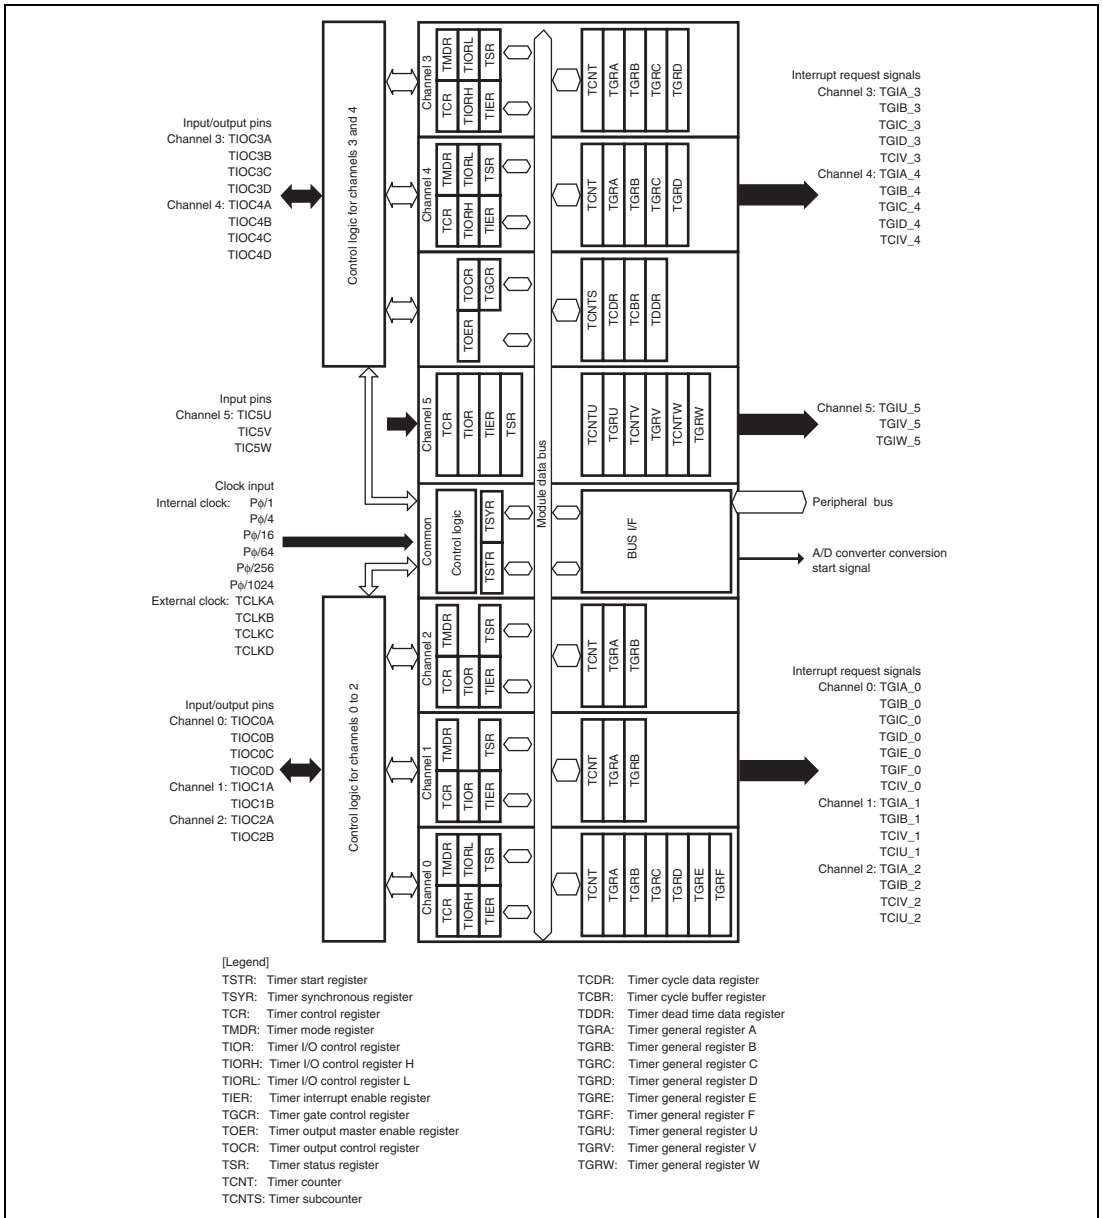 Input/output pins
Channel 3: TIOC3A
TIOC3B
TIOC3C
TIOC3D
Channel 4: TIOC4A
TIOC4B
TIOC4C
TIOC4D
Input pins
Channel 5: TIC5U
TIC5V
TIC5W
Clock input
Internal clock: Pϕ/1
Pϕ/4
Pϕ/16
Pϕ/64
Pϕ/256
Pϕ/1024
External clock: TCLKA
TCLKB
TCLKC
TCLKD
Input/output pins
Channel 0: TIOC0A
TIOC0B
TIOC0C
TIOC0D
Channel 1: TIOC1A
TIOC1B
Channel 2: TIOC2A
TIOC2B
Control logic for channels 3 and 4
Control logic for channels 0 to 2
Channel 3
TMDR
TIORL
TSR
TCR
TIORH
TIER
TCNT
TGRA
TGRB
TGRC
TGRD
Channel 4
TMDR
TIORL
TSR
TCR
TIORH
TIER
TCNT
TGRA
TGRB
TGRC
TGRD
TOCR
TGCR
TOER
TCNTS
TCDR
TCBR
TDDR
Channel 5
TCR
TIOR
TIER
TSR
TCNTU
TGRU
TCNTV
TGRV
TCNTW
TGRW
Module data bus
Common
Control logic
TSYR
TSTR
BUS I/F
Channel 2
TMDR
TSR
TCR
TIOR
TIER
TCNT
TGRA
TGRB
Channel 1
TMDR
TSR
TCR
TIOR
TIER
TCNT
TGRA
TGRB
Channel 0
TMDR
TIORL
TSR
TCR
TIORH
TIER
TCNT
TGRA
TGRB
TGRC
TGRD
TGRE
TGRF
Interrupt request signals
Channel 3: TGIA_3
TGIB_3
TGIC_3
TGID_3
TCIV_3
Channel 4: TGIA_4
TGIB_4
TGIC_4
TGID_4
TCIV_4
Channel 5: TGIU_5
TGIV_5
TGIW_5
Peripheral bus
A/D converter conversion
start signal
Interrupt request signals
Channel 0: TGIA_0
TGIB_0
TGIC_0
TGID_0
TGIE_0
TGIF_0
TCIV_0
Channel 1: TGIA_1
TGIB_1
TCIV_1
TCIU_1
Channel 2: TGIA_2
TGIB_2
TCIV_2
TCIU_2
[Legend]
TSTR: Timer start register
TSYR: Timer synchronous register
TCR: Timer control register
TMDR: Timer mode register
TIOR: Timer I/O control register
TIORH: Timer I/O control register H
TIORL: Timer I/O control register L
TIER: Timer interrupt enable register
TGCR: Timer gate control register
TOER: Timer output master enable register
TOCR: Timer output control register
TSR: Timer status register
TCNT: Timer counter
TCNTS: Timer subcounter
TCDR: Timer cycle data register
TCBR: Timer cycle buffer register
TDDR: Timer dead time data register
TGRA: Timer general register A
TGRB: Timer general register B
TGRC: Timer general register C
TGRD: Timer general register D
TGRE: Timer general register E
TGRF: Timer general register F
TGRU: Timer general register U
TGRV: Timer general register V
TGRW: Timer general register W